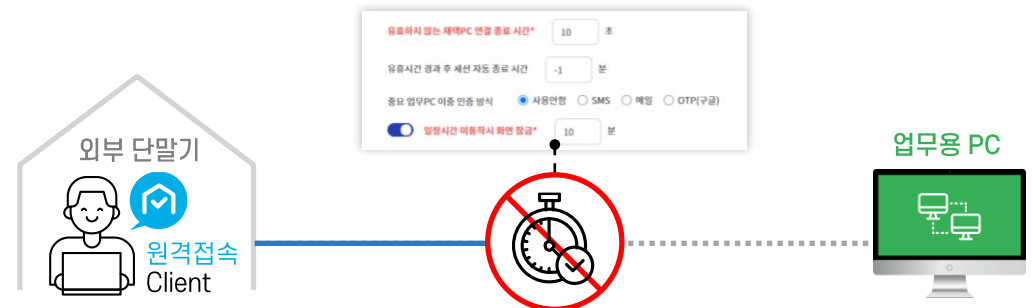 유효하지 않는 재택PC 연결 종료 시간* 10 초
유휴시간 경과 후 세션 자동 종료 시간 -1 분
중요 업무PC 이중 인증 방식 사용안함 SMS 메일 OTP(구글)
일정시간 미동작시 화면 잠금* 10 분
외부 단말기
원격접속
Client
업무용 PC